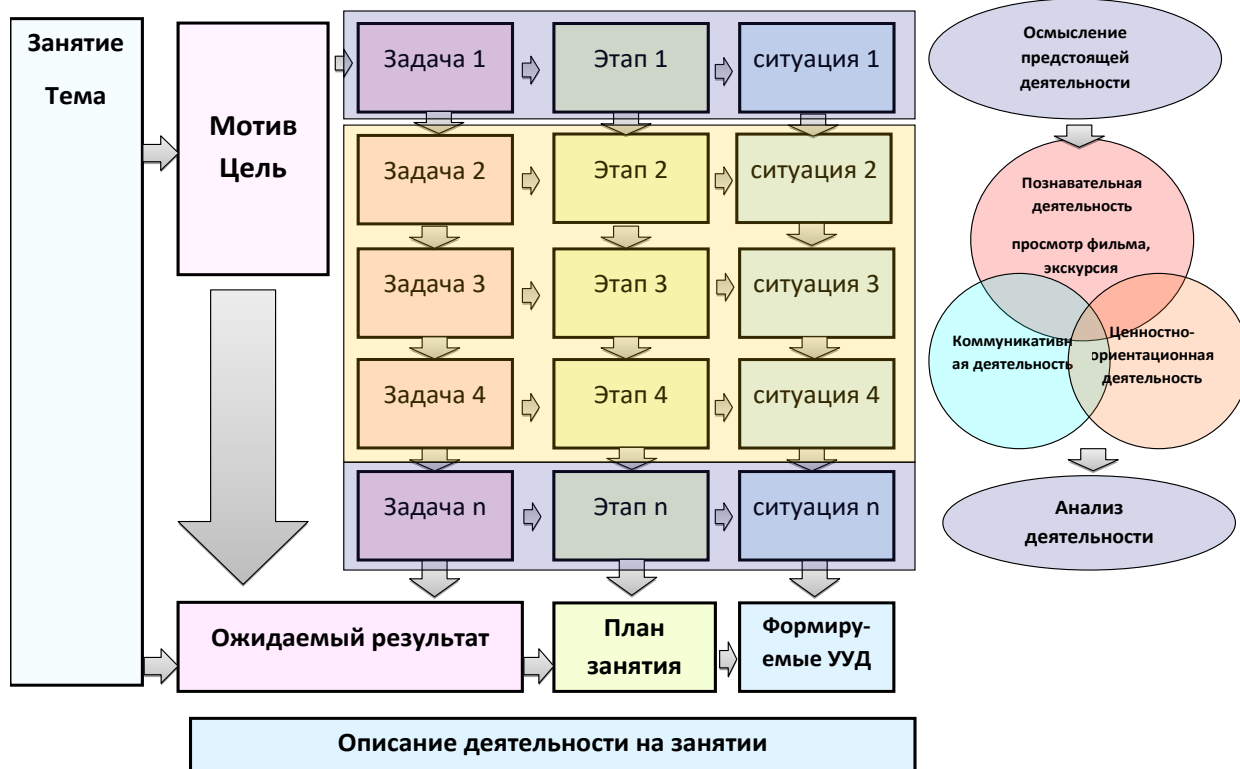 Занятие
Тема
Мотив
Цель
Задача 1
Этап 1
ситуация 1
Задача 2
Этап 2
ситуация 2
Задача 3
Этап 3
ситуация 3
Задача 4
Этап 4
ситуация 4
Задача n
Этап n
ситуация n
Ожидаемый результат
План
занятия
Формиру-
емые УУД
Описание деятельности на занятии
Осмысление
предстоящей
деятельности
Познавательная
деятельность
просмотр фильма,
экскурсия
Коммуникативн
ая деятельность
Ценностно-
ориентационная
деятельность
Анализ
деятельности